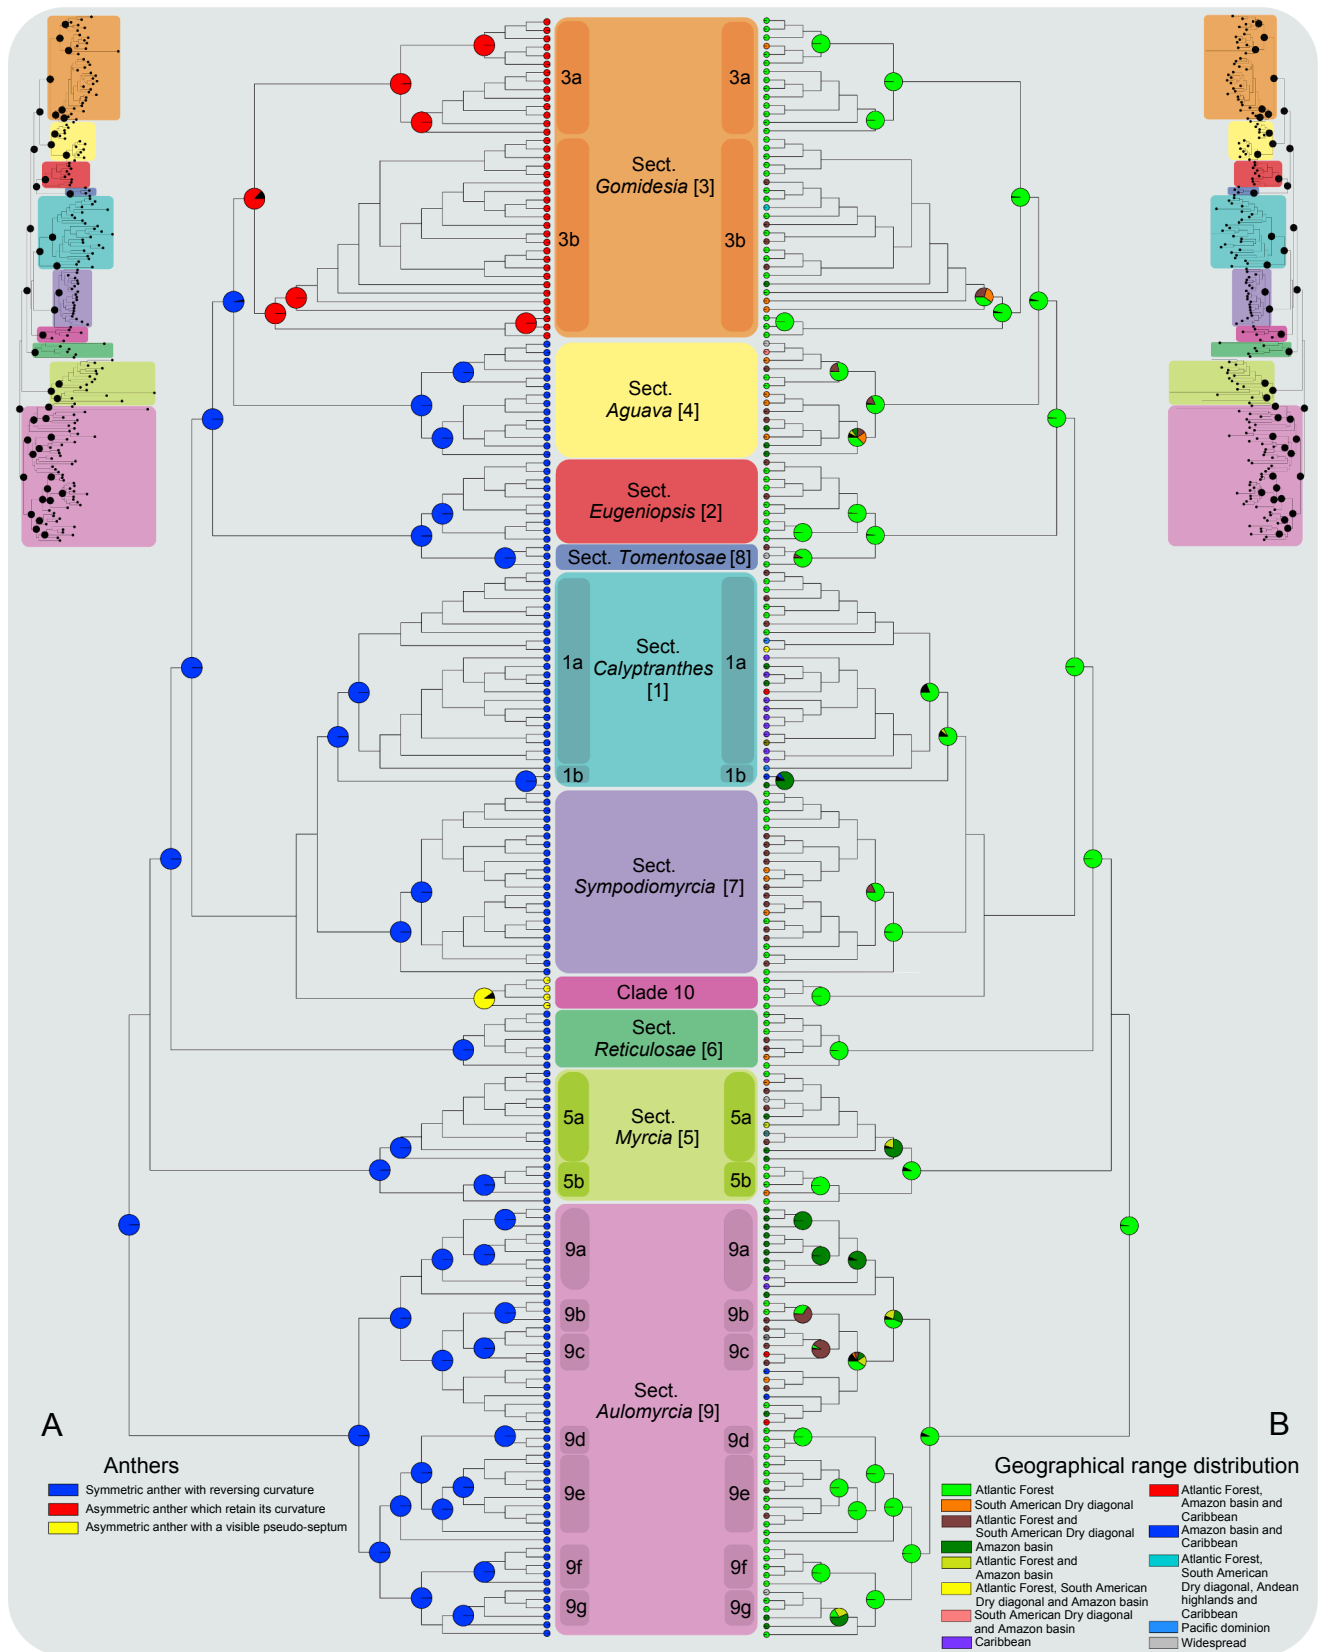 3a
3a
Sect.
Gomidesia [3]
3b
3b
Sect.
Aguava [4]
Sect.
Eugeniopsis [2]
Sect. Tomentosae [8]
1a
1a
Sect.
Calyptranthes
[1]
1b
1b
Sect.
Sympodiomyrcia [7]
Clade 10
Sect.
Reticulosae [6]
5a
5a
Sect.
Myrcia [5]
5b
5b
9a
9a
9b
9b
9c
9c
Sect.
Aulomyrcia [9]
9d
9d
9e
9e
9f
9f
9g
9g
A
Anthers
Symmetric anther with reversing curvature
Asymmetric anther which retain its curvature
Asymmetric anther with a visible pseudo-septum
B
Geographical range distribution
Atlantic Forest
South American Dry diagonal
Atlantic Forest and
South American Dry diagonal
Amazon basin
Atlantic Forest and
Amazon basin
Atlantic Forest, South American
Dry diagonal and Amazon basin
South American Dry diagonal
and Amazon basin
Caribbean
Atlantic Forest,
Amazon basin and
Caribbean
Amazon basin and
Caribbean
Atlantic Forest,
South American
Dry diagonal, Andean
highlands and
Caribbean
Pacific dominion
Widespread